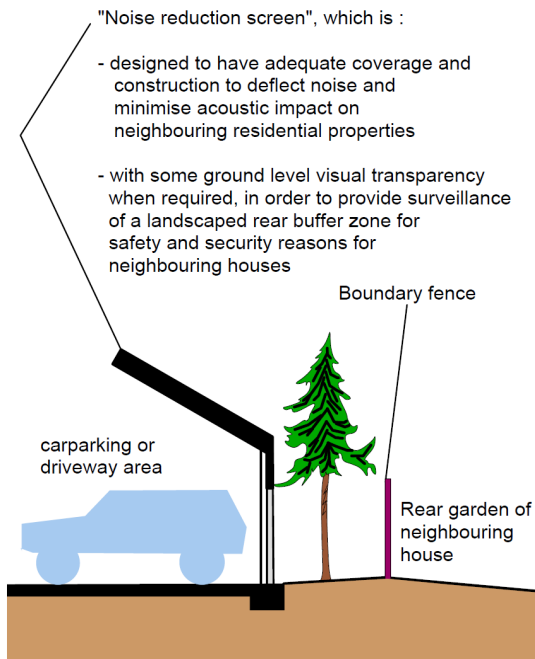 "Noise reduction screen", which is :
- designed to have adequate coverage and
construction to deflect noise and
minimise acoustic impact on
neighbouring residential properties
- with some ground level visual transparency
when required, in order to provide surveillance
of a landscaped rear buffer zone for
safety and security reasons for
neighbouring houses
Boundary fence
carparking or
driveway area
Rear garden of
neighbouring
house